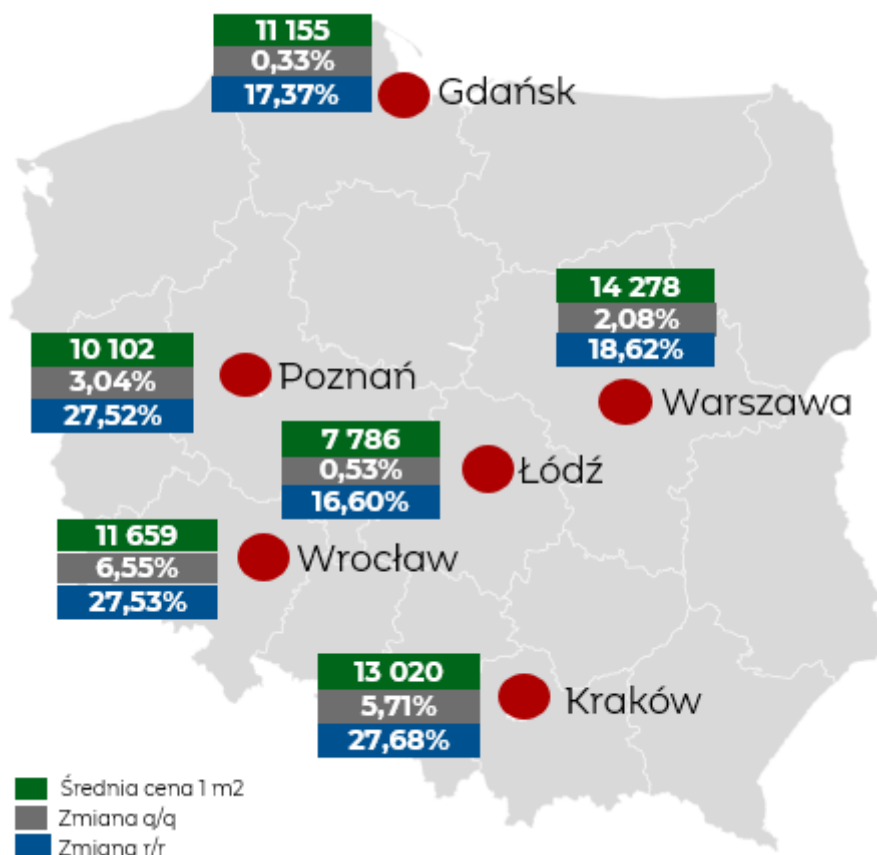 11 155
0,33%
17,37%
Gdańsk
14 278
2,08%
18,62%
Warszawa
10 102
3,04%
27,52%
Poznań
7 786
0,53%
16,60%
Łódź
11 659
6,55%
27,53%
Wrocław
13 020
5,71%
27,68%
Kraków
Średnia cena 1 m2
Zmiana q/q
Zmiana r/r